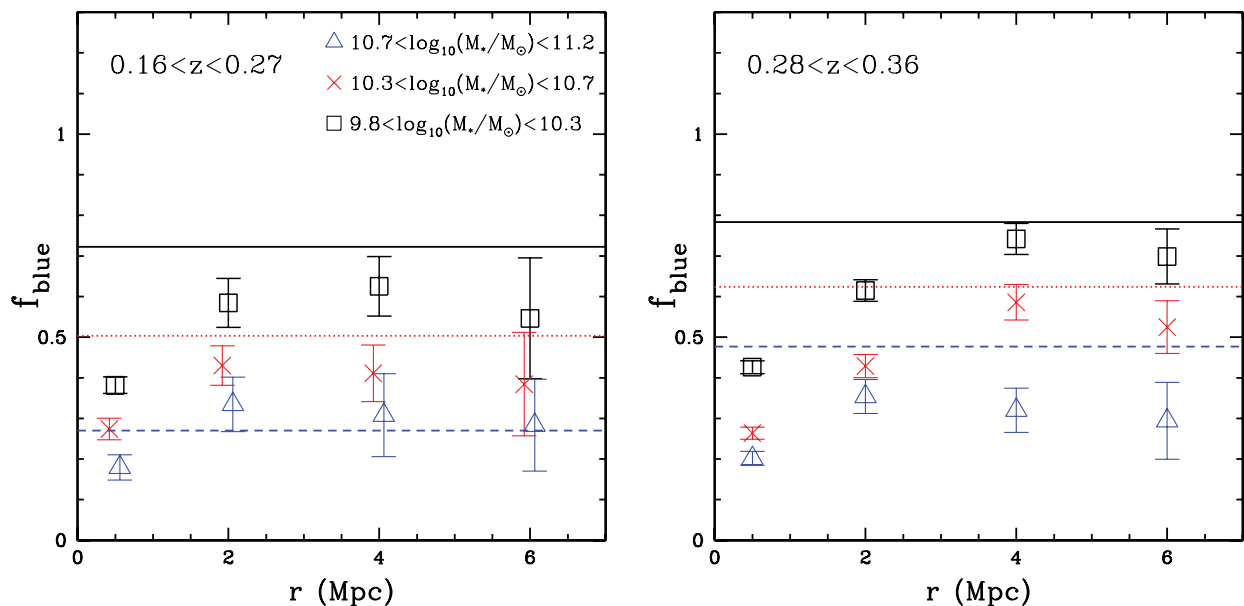 0.16<z<0.27
10.7<log₁₀(M*/M⊙)<11.2
10.3<log₁₀(M*/M⊙)<10.7
9.8<log₁₀(M*/M⊙)<10.3
1
0.5
0
f_blue
0 2 4 6
r (Mpc)
0.28<z<0.36
1
0.5
0
f_blue
0 2 4 6
r (Mpc)